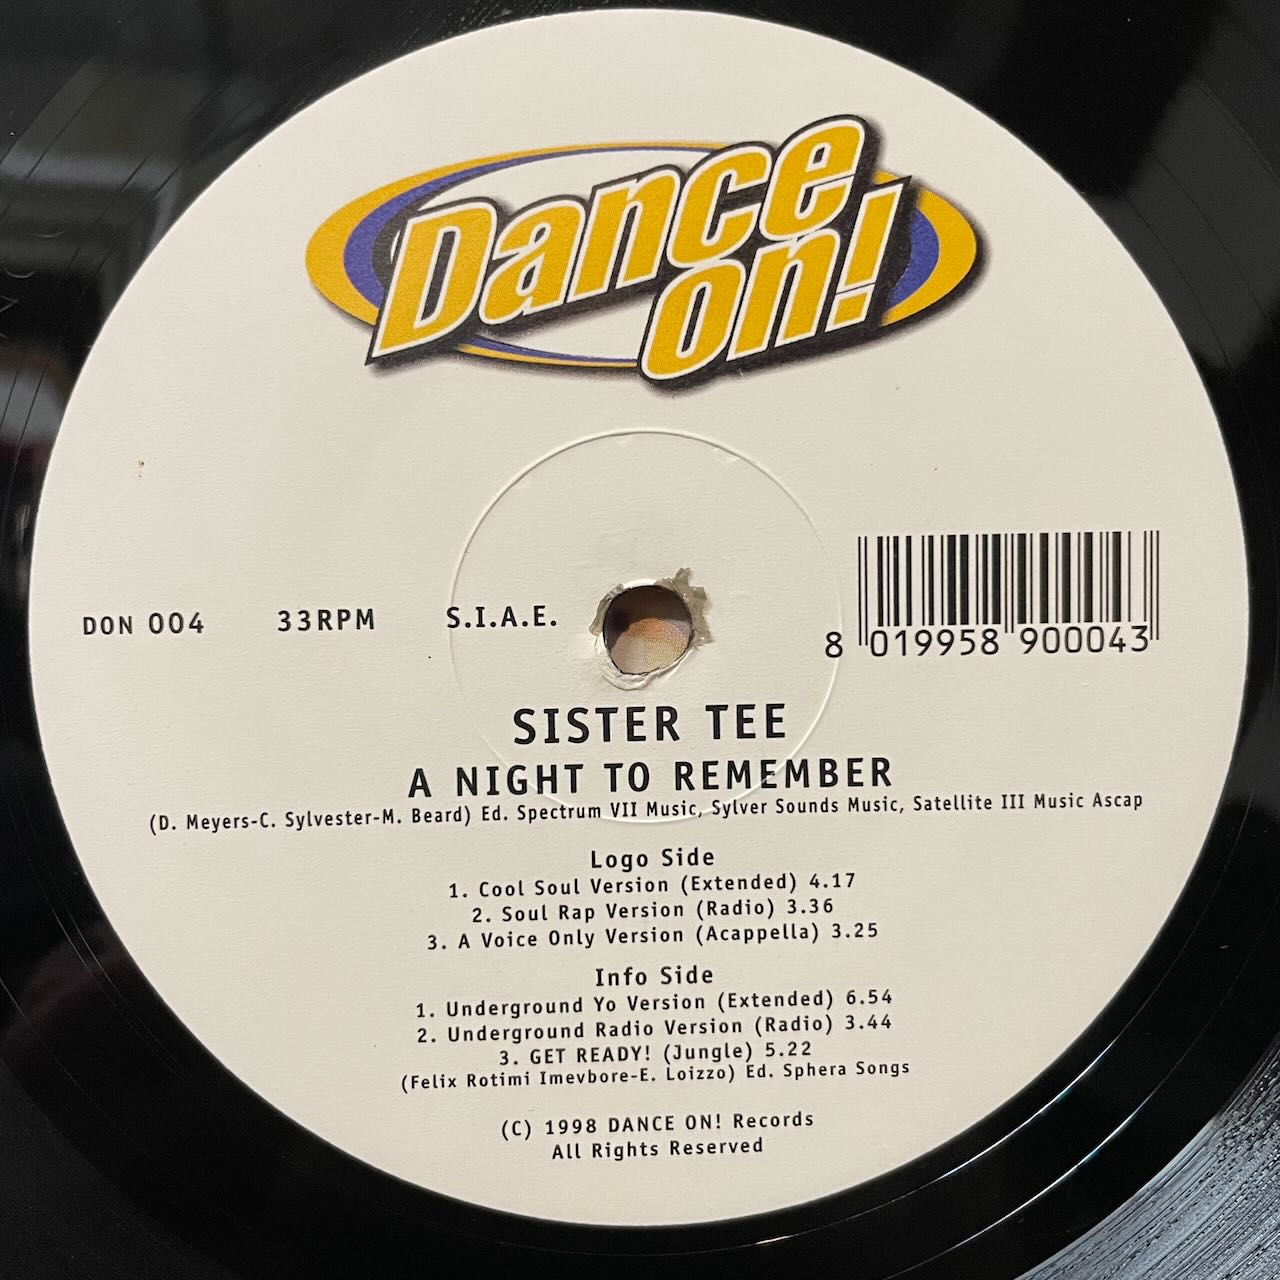 Dance
on!
DON 004 33RPM S.I.A.E.
8 019958 900043
SISTER TEE
A NIGHT TO REMEMBER
(D. Meyers-C. Sylvester-M. Beard) Ed. Spectrum VII Music, Sylver Sounds Music, Satellite III Music Ascap
Logo Side
1. Cool Soul Version (Extended) 4.17
2. Soul Rap Version (Radio) 3.36
3. A Voice Only Version (Acappella) 3.25
Info Side
1. Underground Yo Version (Extended) 6.54
2. Underground Radio Version (Radio) 3.44
3. GET READY! (Jungle) 5.22
(Felix Rotimi Imevbore-E. Loizzo) Ed. Sphera Songs
(C) 1998 DANCE ON! Records
All Rights Reserved